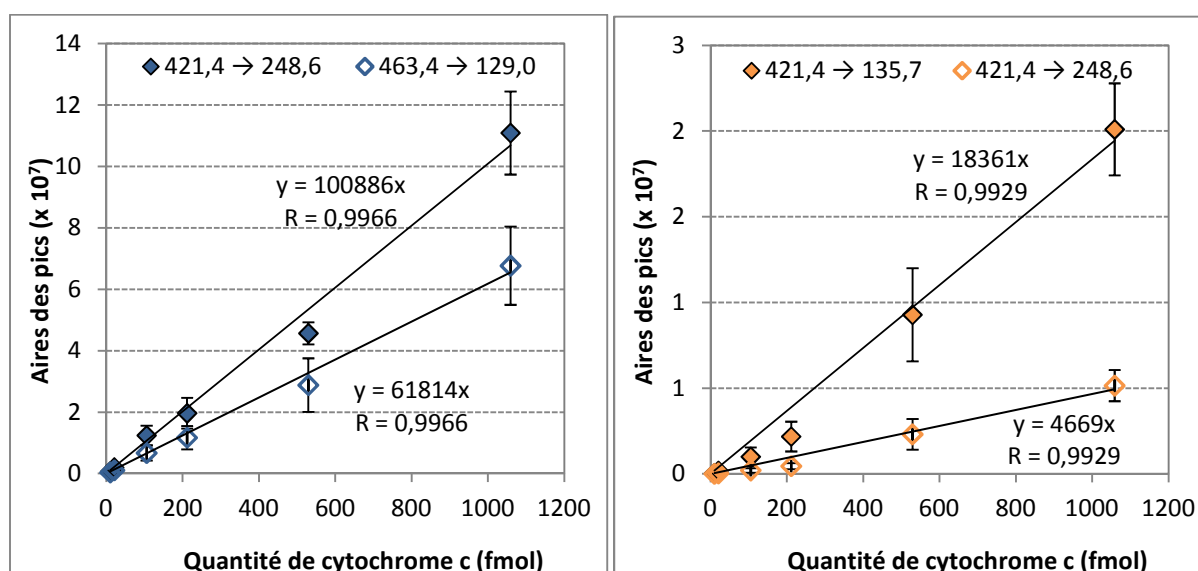 Aires des pics (x 10⁷)
14
12
10
8
6
4
2
0
421,4 → 248,6 463,4 → 129,0
y = 100886x
R = 0,9966
y = 61814x
R = 0,9966
0 200 400 600 800 1000 1200
Quantité de cytochrome c (fmol)
Aires des pics (x 10⁷)
3
2
2
1
1
0
421,4 → 135,7 421,4 → 248,6
y = 18361x
R = 0,9929
y = 4669x
R = 0,9929
0 200 400 600 800 1000 1200
Quantité de cytochrome c (fmol)